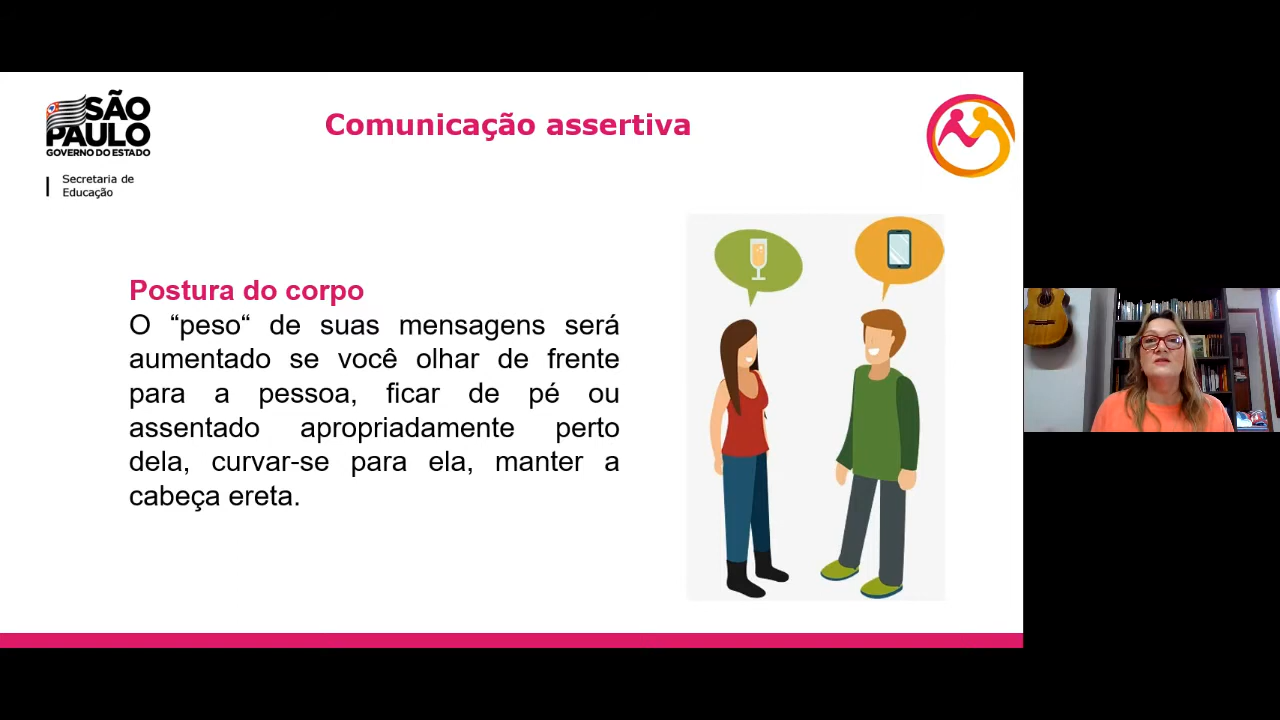 SÃO
PAULO
GOVERNO DO ESTADO
Secretaria de
Educação
Comunicação assertiva
Postura do corpo
O “peso“ de suas mensagens será
aumentado se você olhar de frente
para a pessoa, ficar de pé ou
assentado apropriadamente perto
dela, curvar-se para ela, manter a
cabeça ereta.